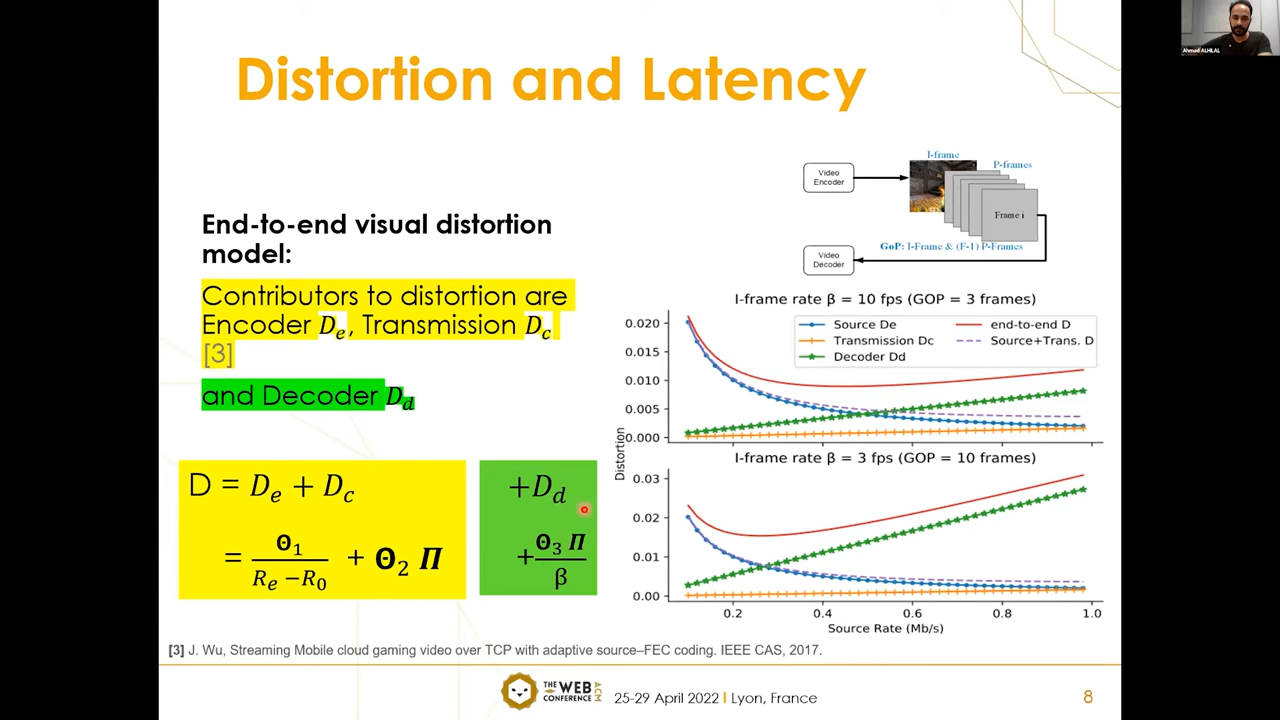 Ahmad ALHILAL
Distortion and Latency
End-to-end visual distortion
model:
Contributors to distortion are
Encoder Dₑ, Transmission D꜀
[3]
and Decoder D_d
D = Dₑ + D_c
= Θ₁ / (Rₑ −R₀) + Θ₂ Π
+D_d
+ Θ₃ Π / β
Video
Encoder
I-frame
P-frames
Frame i
GoP: I-Frame & (F-1) P-Frames
Video
Decoder
I-frame rate β = 10 fps (GOP = 3 frames)
Source De
Transmission Dc
Decoder Dd
end-to-end D
Source+Trans. D
0.020
0.015
0.010
0.005
0.000
Distortion
I-frame rate β = 3 fps (GOP = 10 frames)
0.03
0.02
0.01
0.00
0.2 0.4 0.6 0.8 1.0
Source Rate (Mb/s)
[3] J. Wu, Streaming Mobile cloud gaming video over TCP with adaptive source–FEC coding. IEEE CAS, 2017.
THE WEB CONFERENCE ACM
25-29 April 2022 I Lyon, France
8